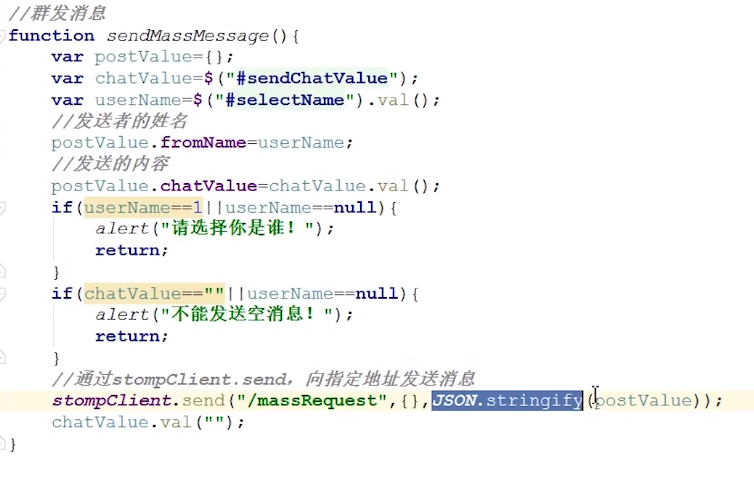 //群发消息
function sendMassMessage(){
var postValue={};
var chatValue=$("#sendChatValue");
var userName=$("#selectName").val();
//发送者的姓名
postValue.fromName=userName;
//发送的内容
postValue.chatValue=chatValue.val();
if(userName==1||userName==null){
alert("请选择你是谁！");
return;
}
if(chatValue==""||userName==null){
alert("不能发送空消息！");
return;
}
//通过stompClient.send，向指定地址发送消息
stompClient.send("/massRequest",{},JSON.stringify(postValue));
chatValue.val("");
}